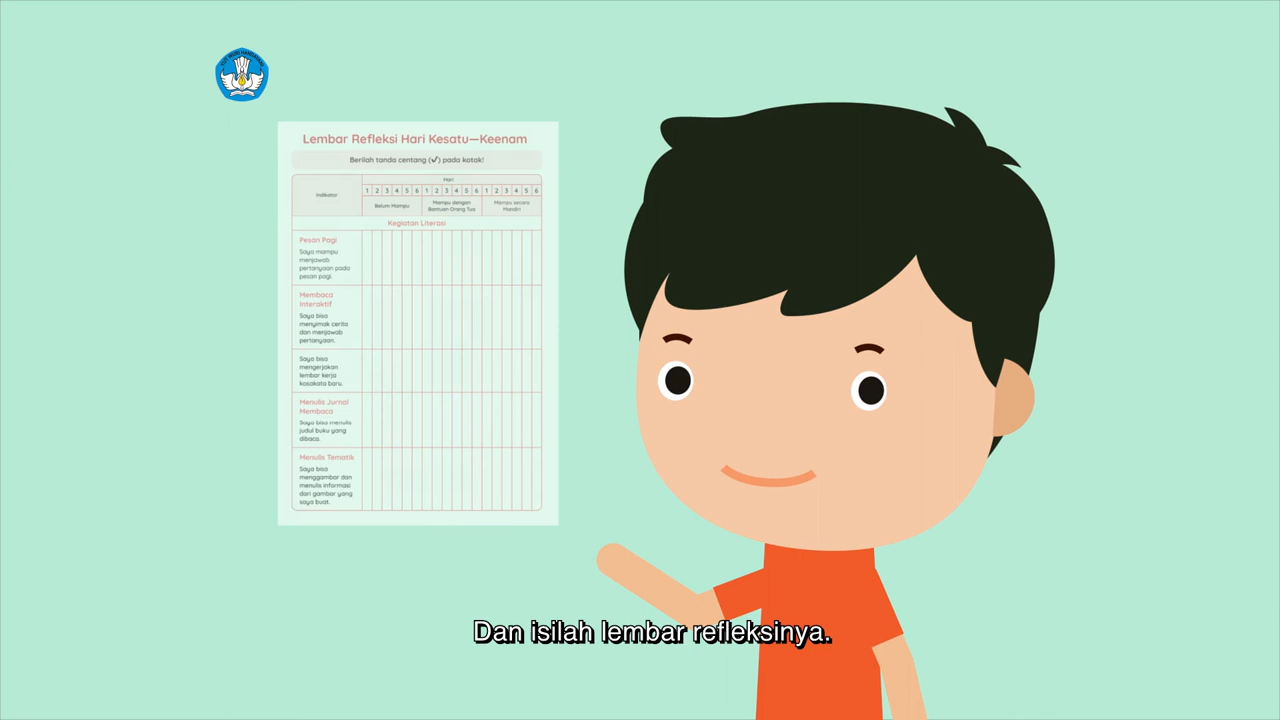 TUT WURI HANDAYANI
Lembar Refleksi Hari Kesatu—Keenam
Berilah tanda centang (✓) pada kotak!
Indikator
Hari
1 2 3 4 5 6 1 2 3 4 5 6 1 2 3 4 5 6
Belum Mampu
Mampu dengan
Bantuan Orang Tua
Mampu secara
Mandiri
Kegiatan Literasi
Pesan Pagi
Saya mampu
menjawab
pertanyaan pada
pesan pagi.
Membaca
Interaktif
Saya bisa
menyimak cerita
dan menjawab
pertanyaan.
Saya bisa
mengerjakan
lembar kerja
kosakata baru.
Menulis Jurnal
Membaca
Saya bisa menulis
judul buku yang
dibaca.
Menulis Tematik
Saya bisa
menggambar dan
menulis informasi
dari gambar yang
saya buat.
Dan isilah lembar refleksinya.